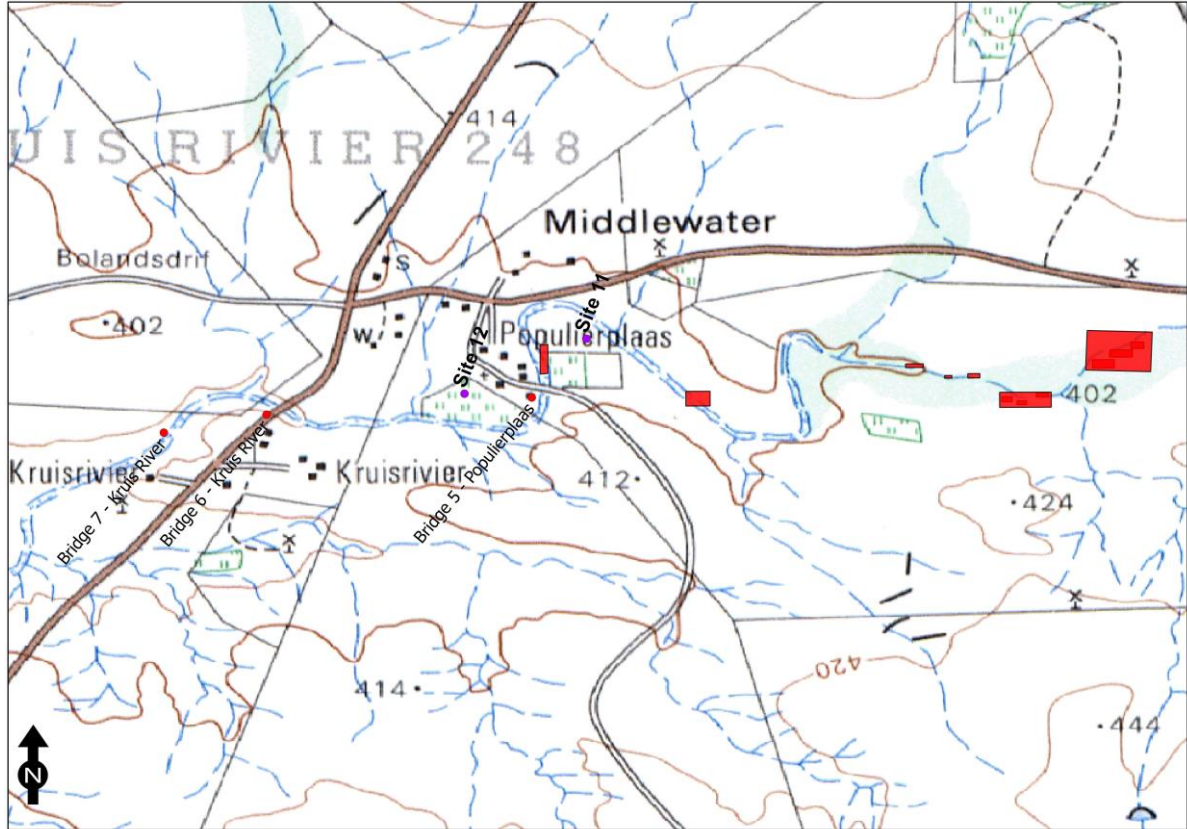 414
UIS RIVIER 248
Middlewater
Bolandsdrif
S
Site 11
402
W
Populierplaas
Site 12
402
Kruisrivier
Kruisrivier
412
424
Bridge 7 - Kruis River
Bridge 6 - Kruis River
Bridge 5 - Populierplaas
420
414
444
N